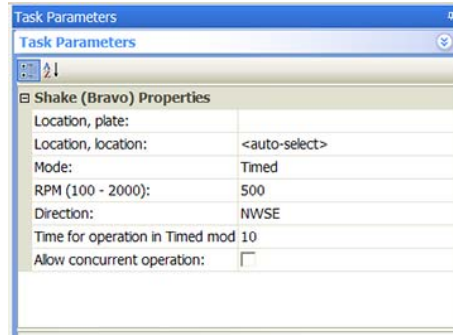 Task Parameters
Task Parameters
Shake (Bravo) Properties
Location, plate:
Location, location: <auto-select>
Mode: Timed
RPM (100 - 2000): 500
Direction: NWSE
Time for operation in Timed mod 10
Allow concurrent operation: